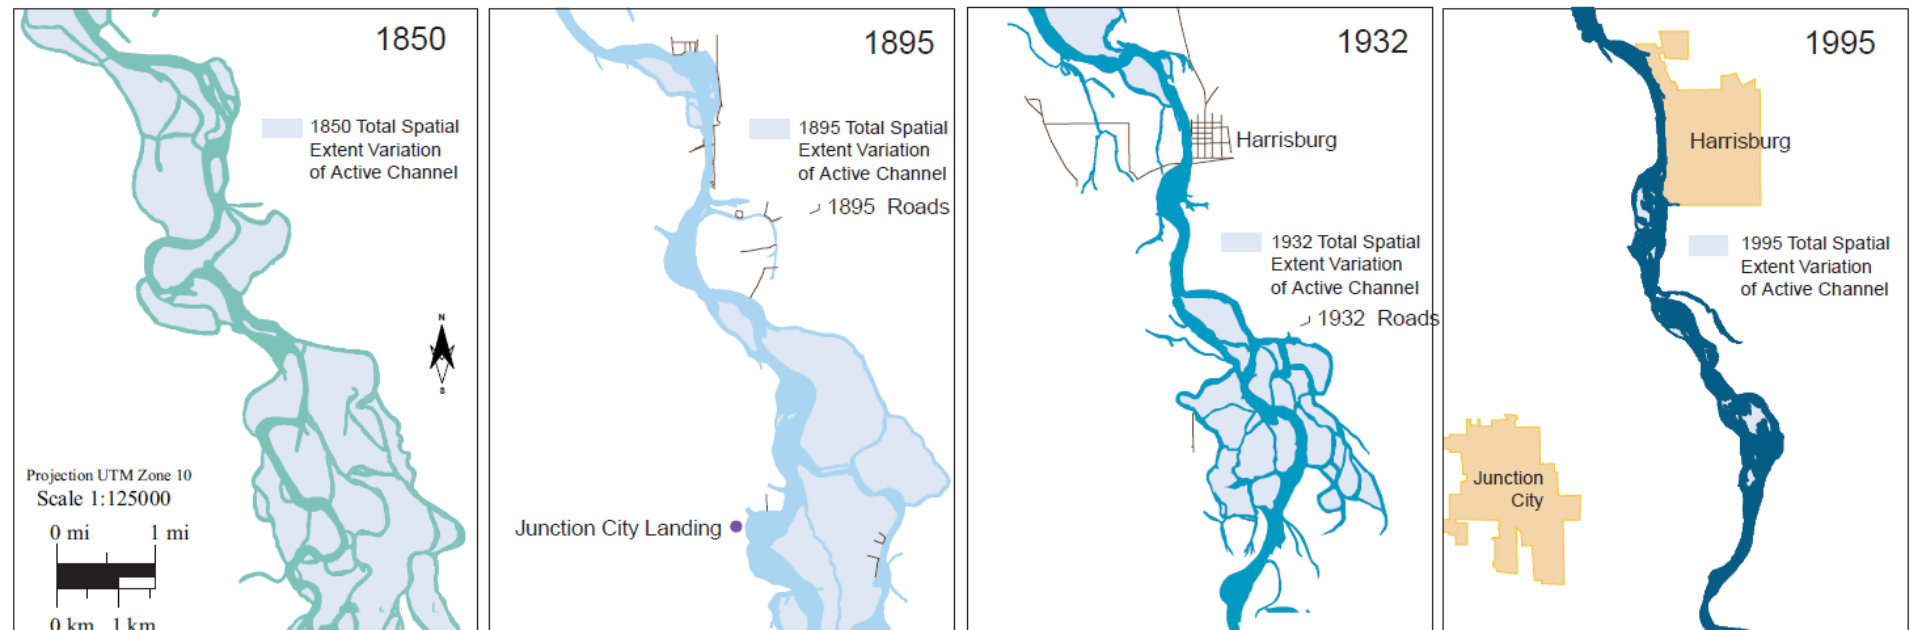 1850
1850 Total Spatial
Extent Variation
of Active Channel
N
S
Projection UTM Zone 10
Scale 1:125000
0 mi 1 mi
0 km 1 km
1895
1895 Total Spatial
Extent Variation
of Active Channel
1895 Roads
Junction City Landing
1932
Harrisburg
1932 Total Spatial
Extent Variation
of Active Channel
1932 Roads
1995
Harrisburg
1995 Total Spatial
Extent Variation
of Active Channel
Junction
City